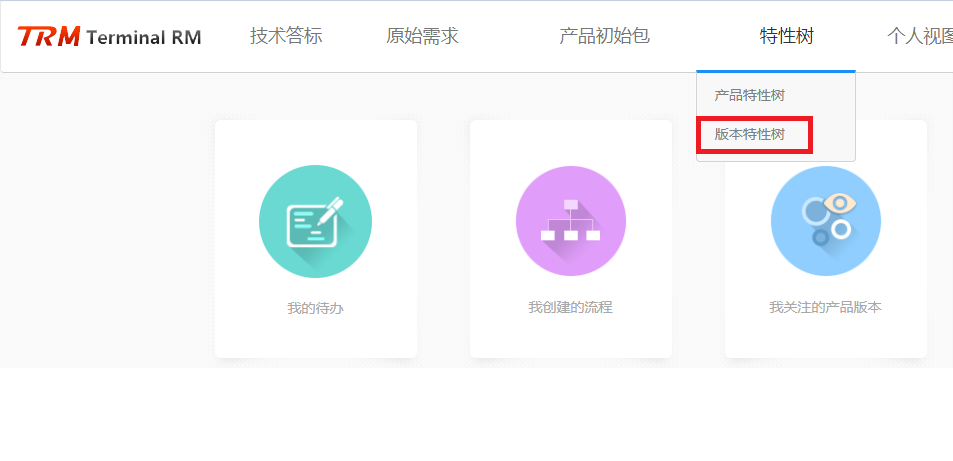 TRM Terminal RM 技术答标 原始需求 产品初始包 特性树 个人视图
产品特性树
版本特性树
我的待办 我创建的流程 我关注的产品版本